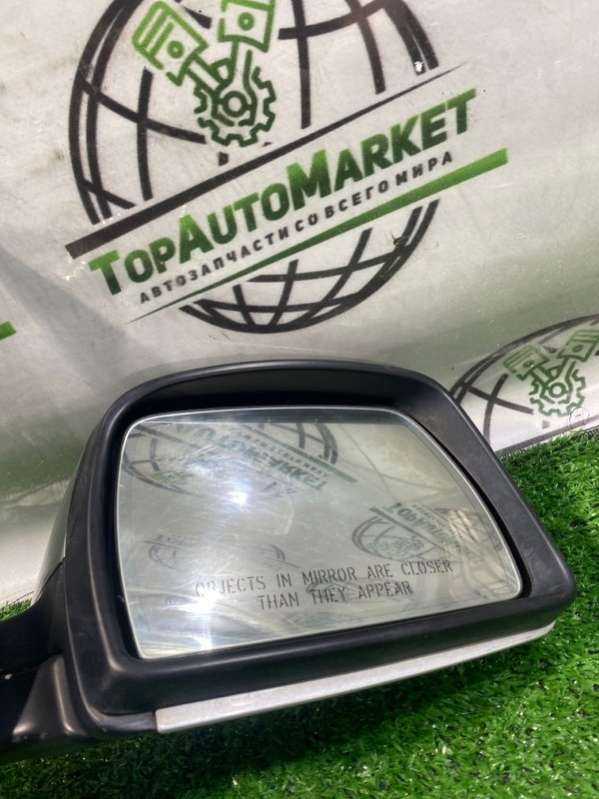 TOPAUTOMARKET
АВТОЗАПЧАСТИ СО ВСЕГО МИРА
OBJECTS IN MIRROR ARE CLOSER
THAN THEY APPEAR